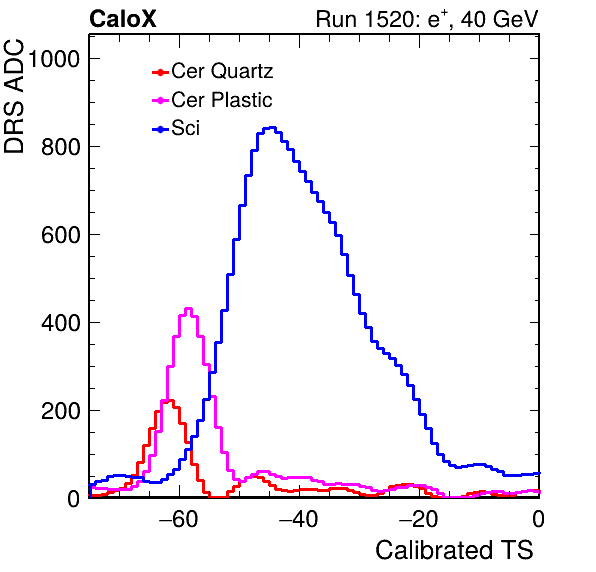 CaloX Run 1520: e⁺, 40 GeV
DRS ADC
1000
800
600
400
200
0
Cer Quartz
Cer Plastic
Sci
−60 −40 −20 0
Calibrated TS